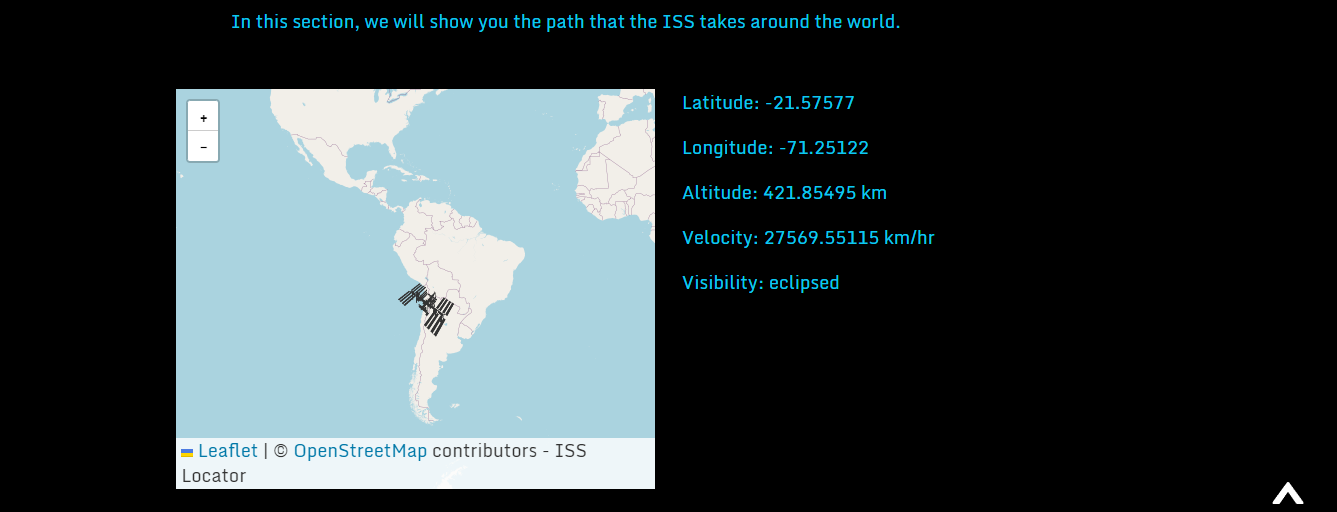 In this section, we will show you the path that the ISS takes around the world.
+
−
Latitude: -21.57577
Longitude: -71.25122
Altitude: 421.85495 km
Velocity: 27569.55115 km/hr
Visibility: eclipsed
Leaflet | © OpenStreetMap contributors - ISS
Locator